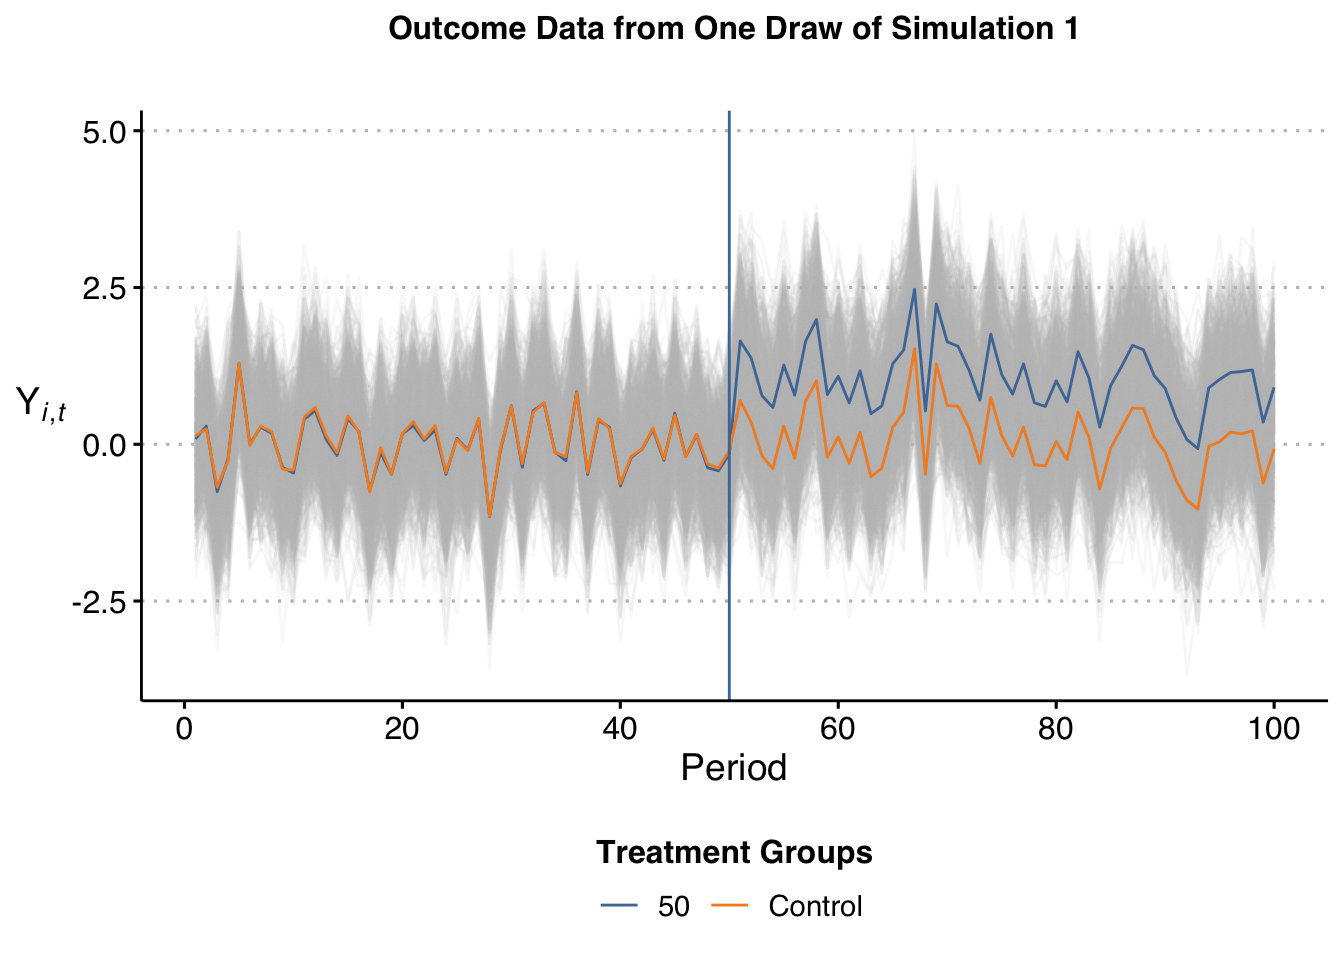 Outcome Data from One Draw of Simulation 1
5.0
2.5
0.0
-2.5
Y i,t
0 20 40 60 80 100
Period
Treatment Groups
50 Control